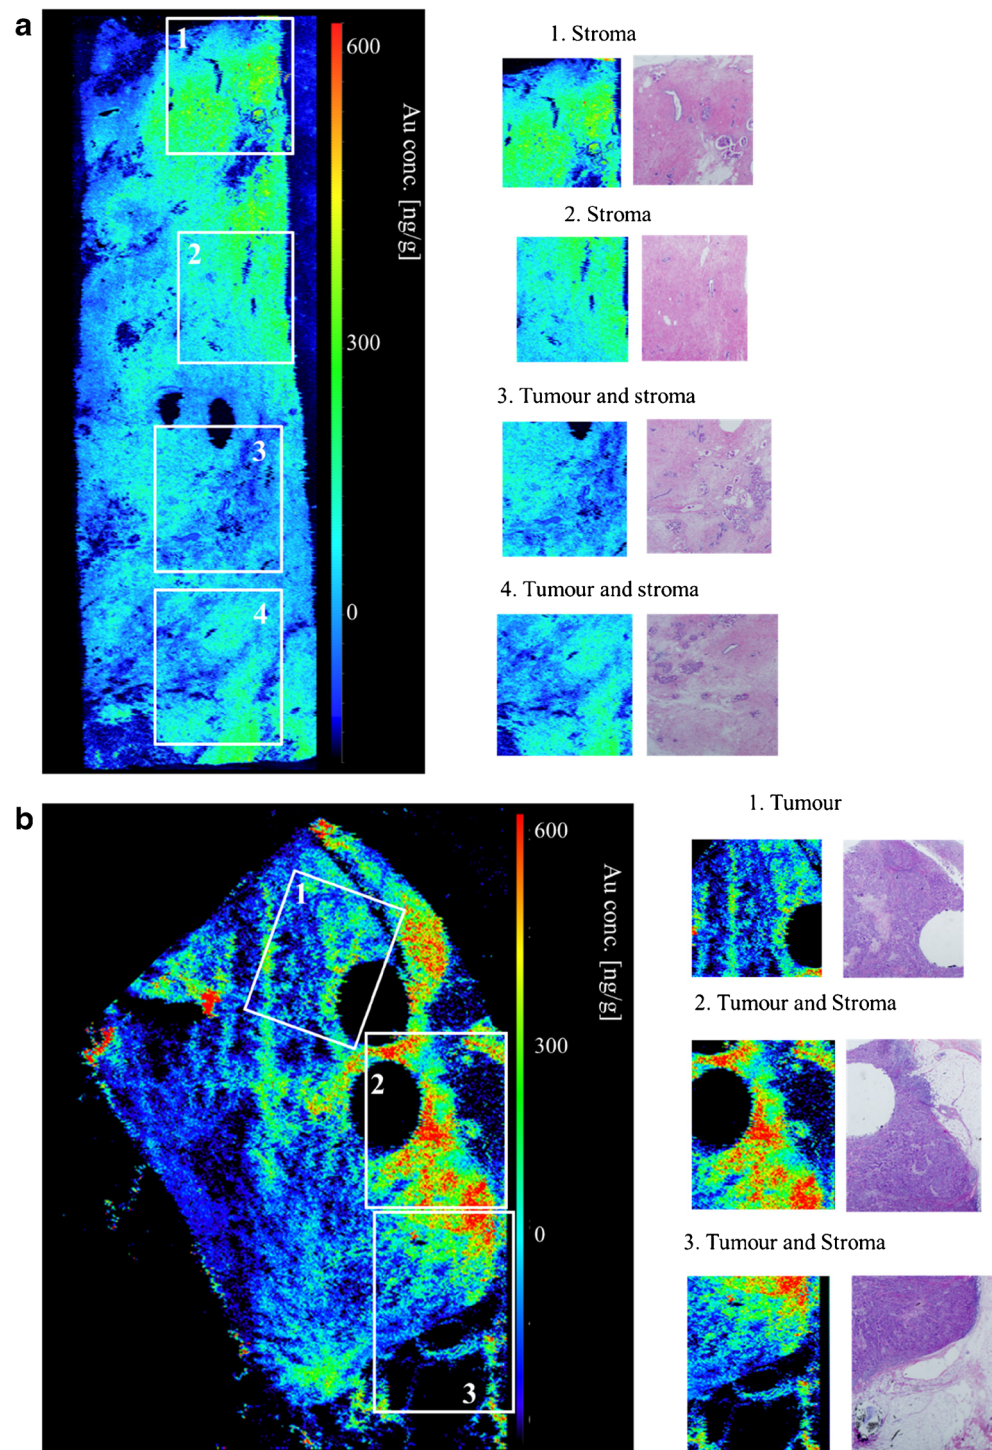 a
1
600
Au conc. [ng/g]
2
300
3
0
4
1. Stroma
2. Stroma
3. Tumour and stroma
4. Tumour and stroma
b
1
600
Au conc. [ng/g]
300
2
0
3
1. Tumour
2. Tumour and Stroma
3. Tumour and Stroma